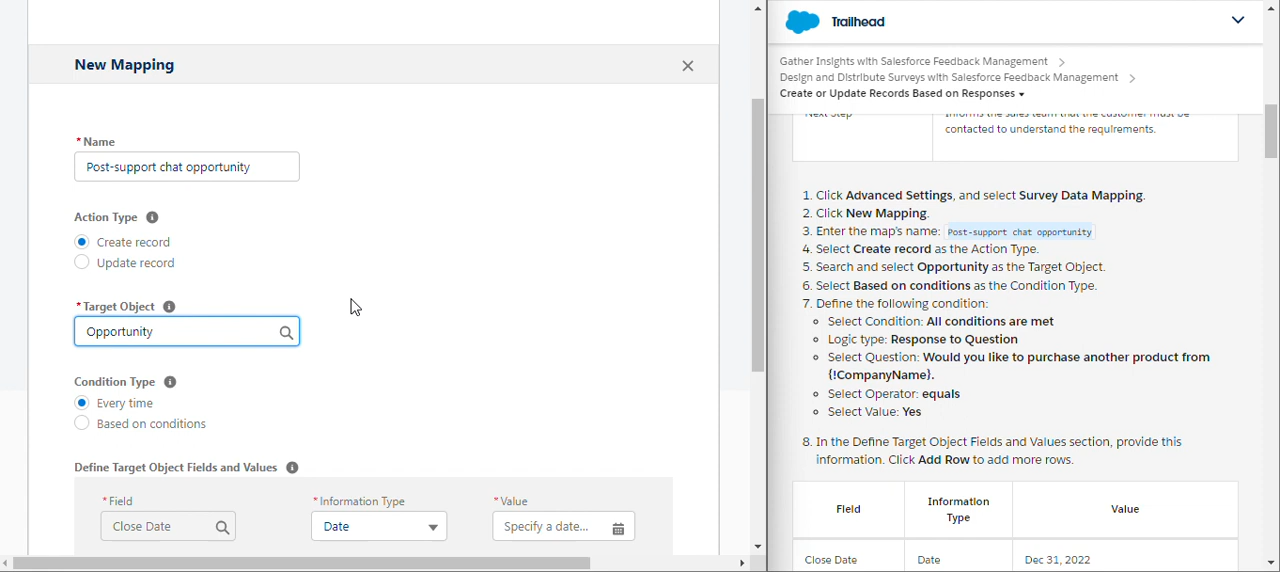 New Mapping
* Name
Post-support chat opportunity
Action Type
Create record
Update record
* Target Object
Opportunity
Condition Type
Every time
Based on conditions
Define Target Object Fields and Values
* Field
* Information Type
* Value
Close Date
Date
Specify a date...
Trailhead
Gather Insights with Salesforce Feedback Management
Design and Distribute Surveys with Salesforce Feedback Management
Create or Update Records Based on Responses
Next Step
Informs the sales team that the customer must be
contacted to understand the requirements.
1. Click Advanced Settings, and select Survey Data Mapping.
2. Click New Mapping.
3. Enter the map's name: Post-support chat opportunity
4. Select Create record as the Action Type.
5. Search and select Opportunity as the Target Object.
6. Select Based on conditions as the Condition Type.
7. Define the following condition:
Select Condition: All conditions are met
Logic type: Response to Question
Select Question: Would you like to purchase another product from
{!CompanyName}.
Select Operator: equals
Select Value: Yes
8. In the Define Target Object Fields and Values section, provide this
information. Click Add Row to add more rows.
Field
Information
Type
Value
Close Date
Date
Dec 31, 2022